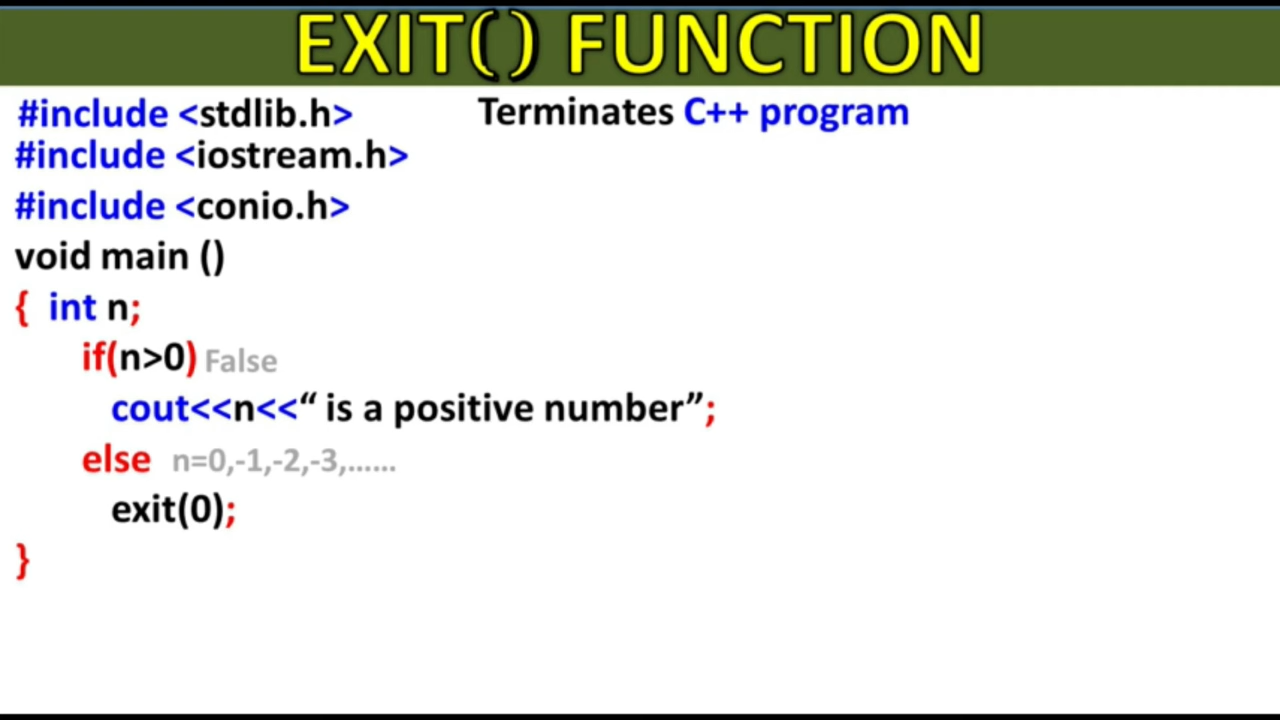 EXIT() FUNCTION
#include <stdlib.h> Terminates C++ program
#include <iostream.h>
#include <conio.h>
void main ()
{ int n;
if(n>0) False
cout<<n<<“ is a positive number”;
else n=0,-1,-2,-3,......
exit(0);
}